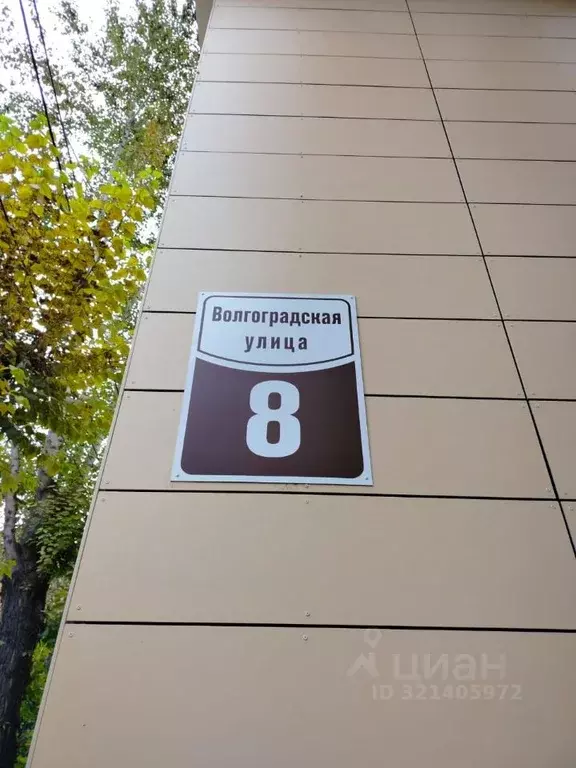 Волгоградская
улица
8
циан
ID 321405972